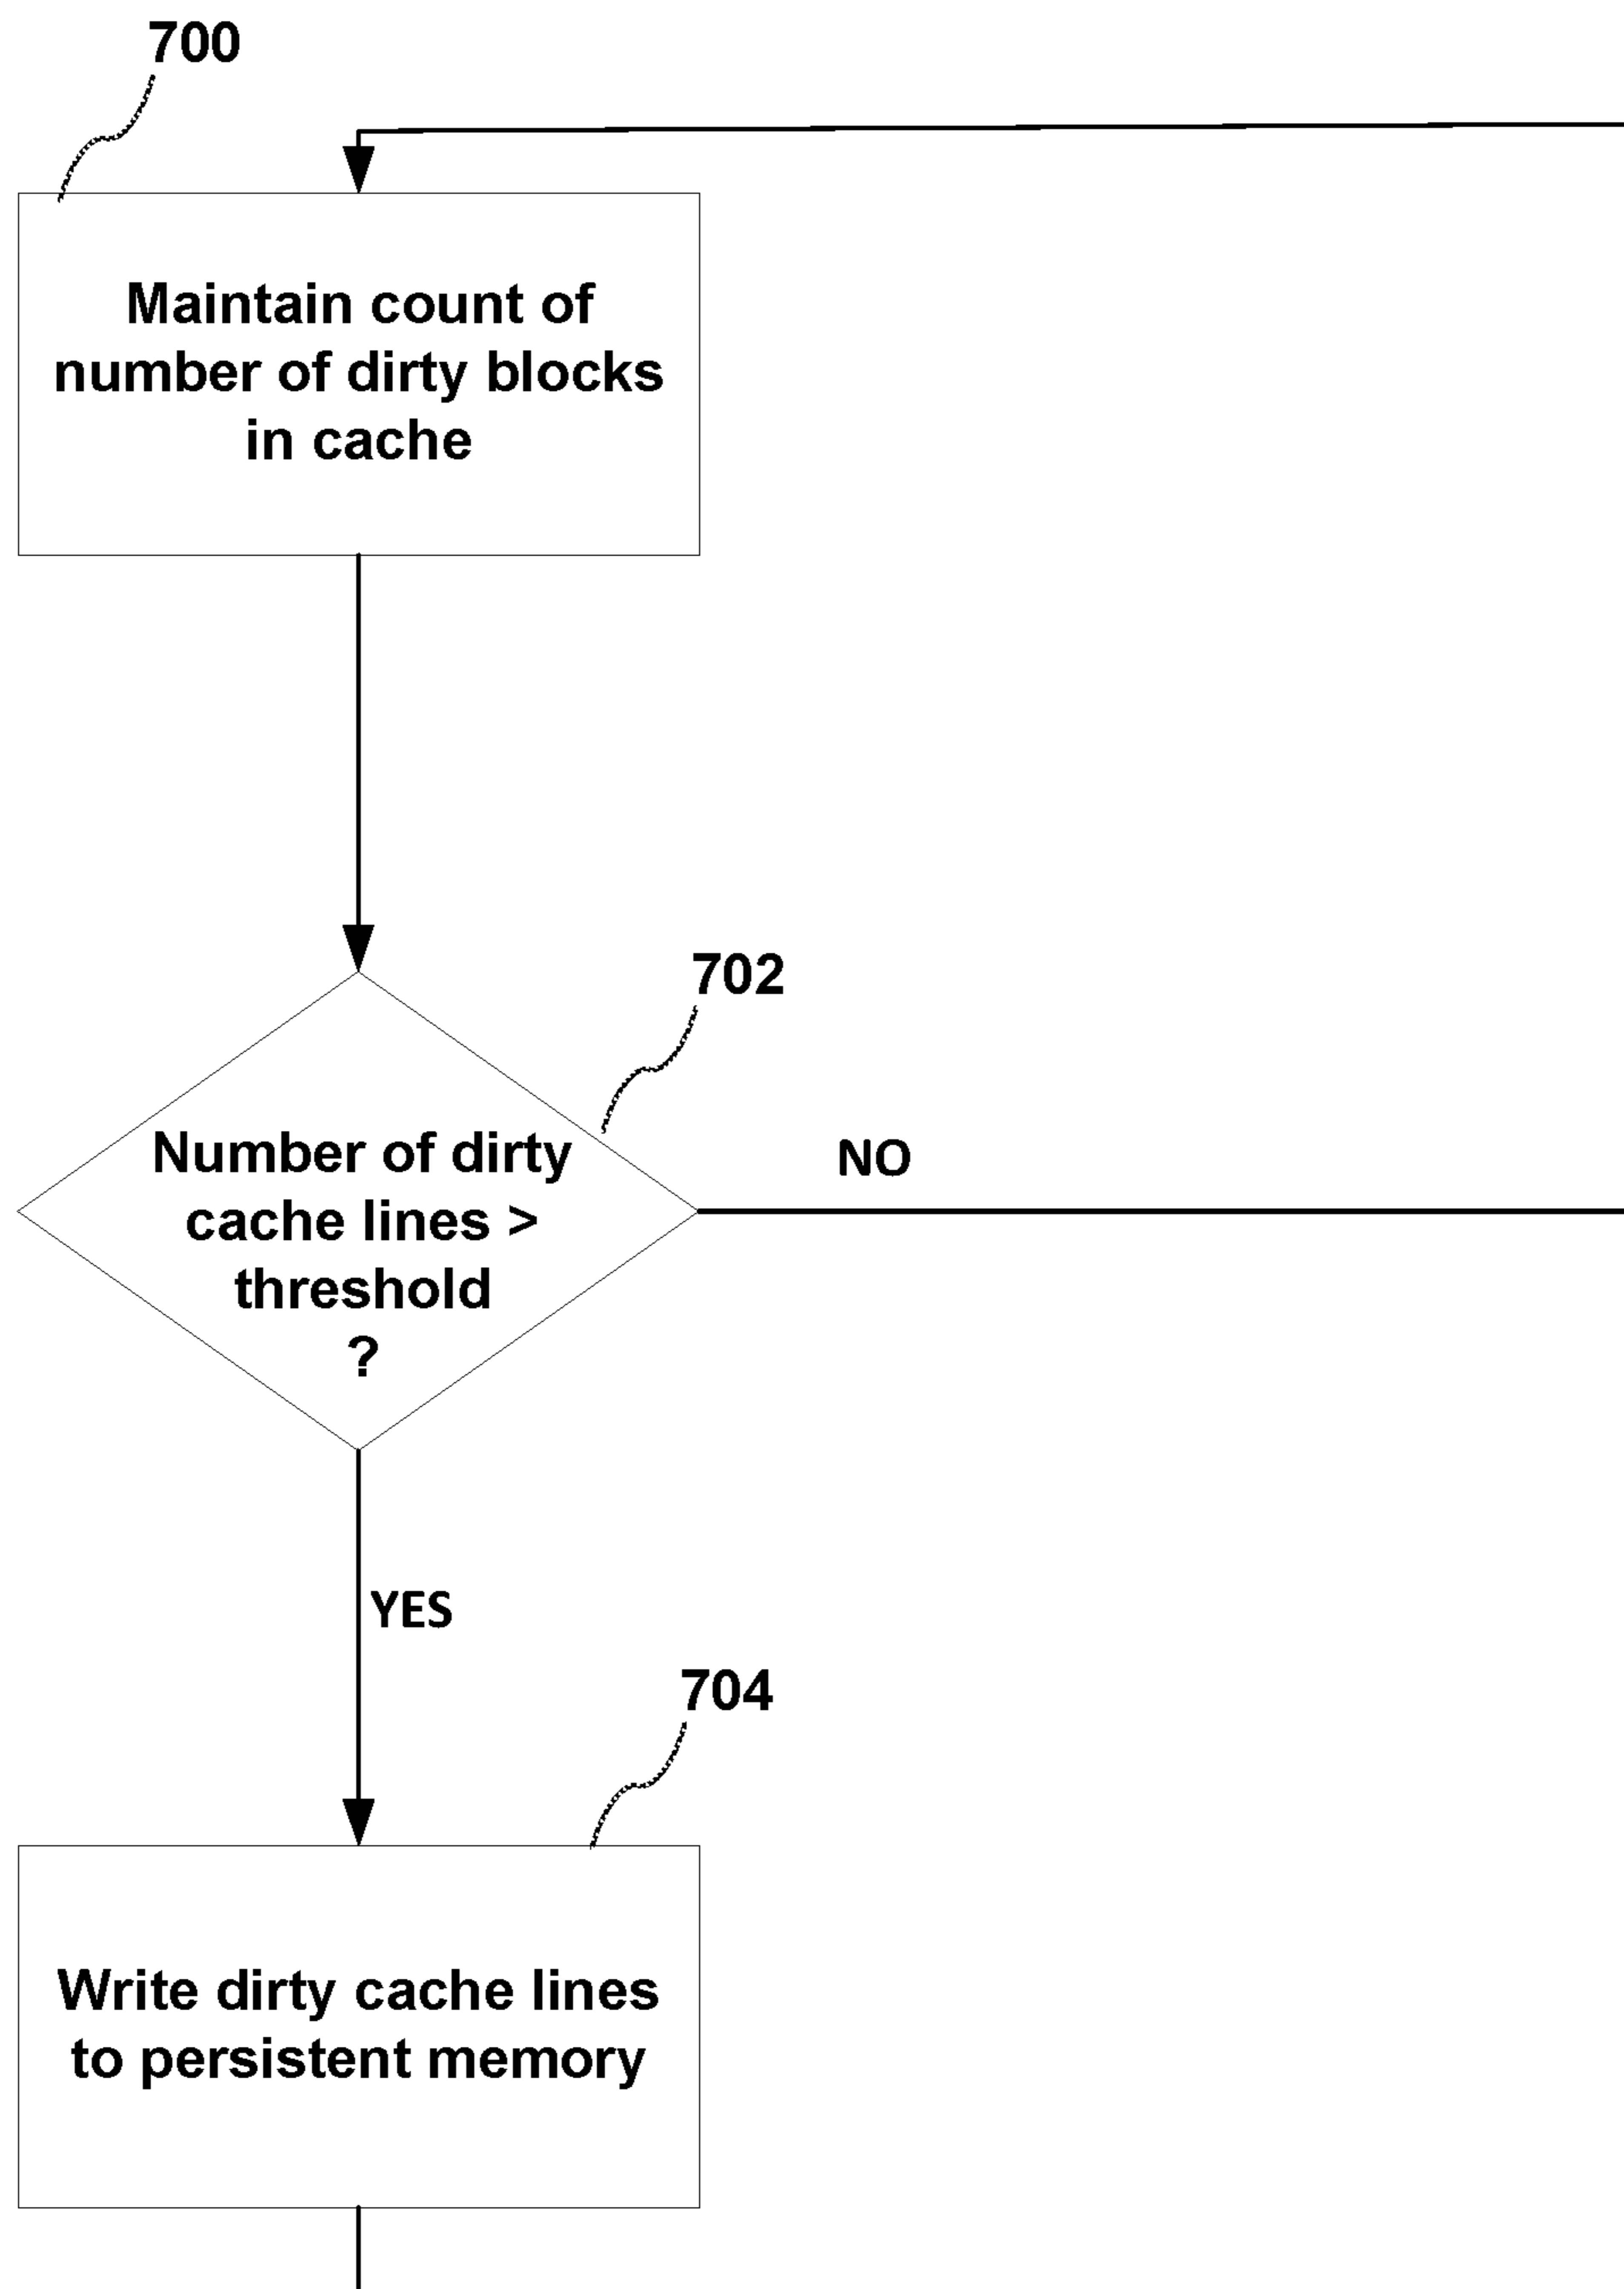 700
Maintain count of
number of dirty blocks
in cache
702
Number of dirty
cache lines >
threshold
?
NO
YES
704
Write dirty cache lines
to persistent memory